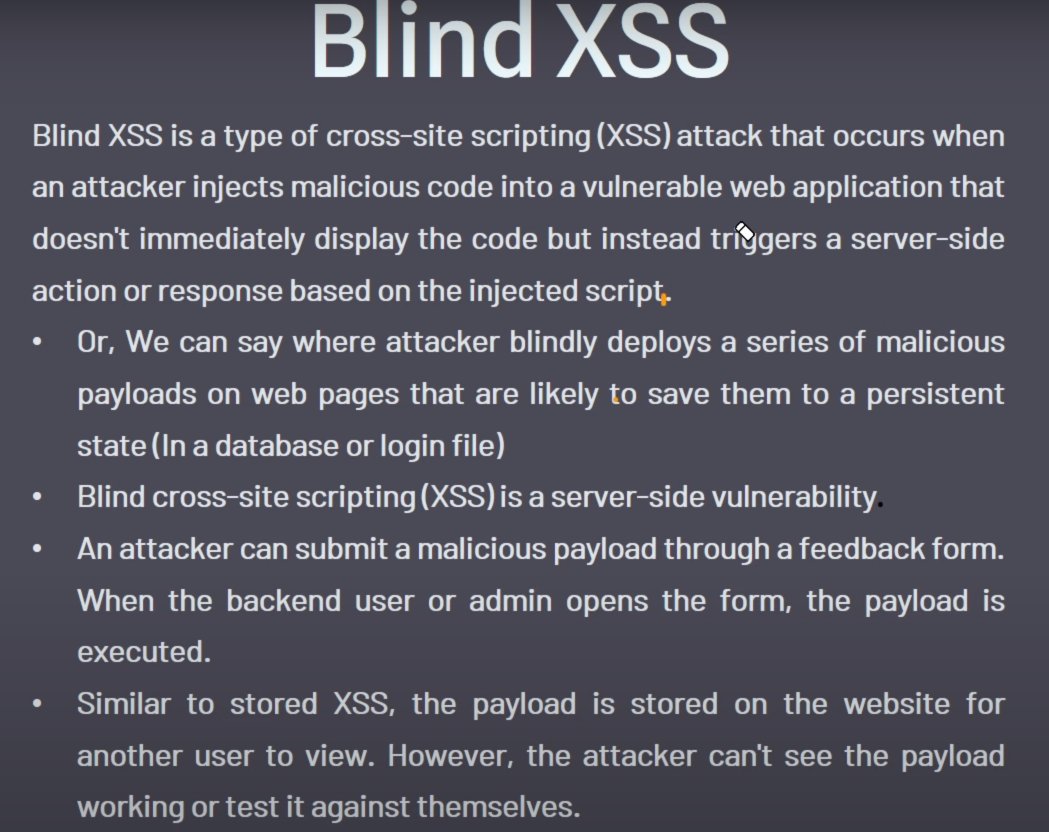 Blind XSS
Blind XSS is a type of cross-site scripting (XSS) attack that occurs when
an attacker injects malicious code into a vulnerable web application that
doesn't immediately display the code but instead triggers a server-side
action or response based on the injected script.
• Or, We can say where attacker blindly deploys a series of malicious
payloads on web pages that are likely to save them to a persistent
state (In a database or login file)
• Blind cross-site scripting (XSS) is a server-side vulnerability.
• An attacker can submit a malicious payload through a feedback form.
When the backend user or admin opens the form, the payload is
executed.
• Similar to stored XSS, the payload is stored on the website for
another user to view. However, the attacker can't see the payload
working or test it against themselves.